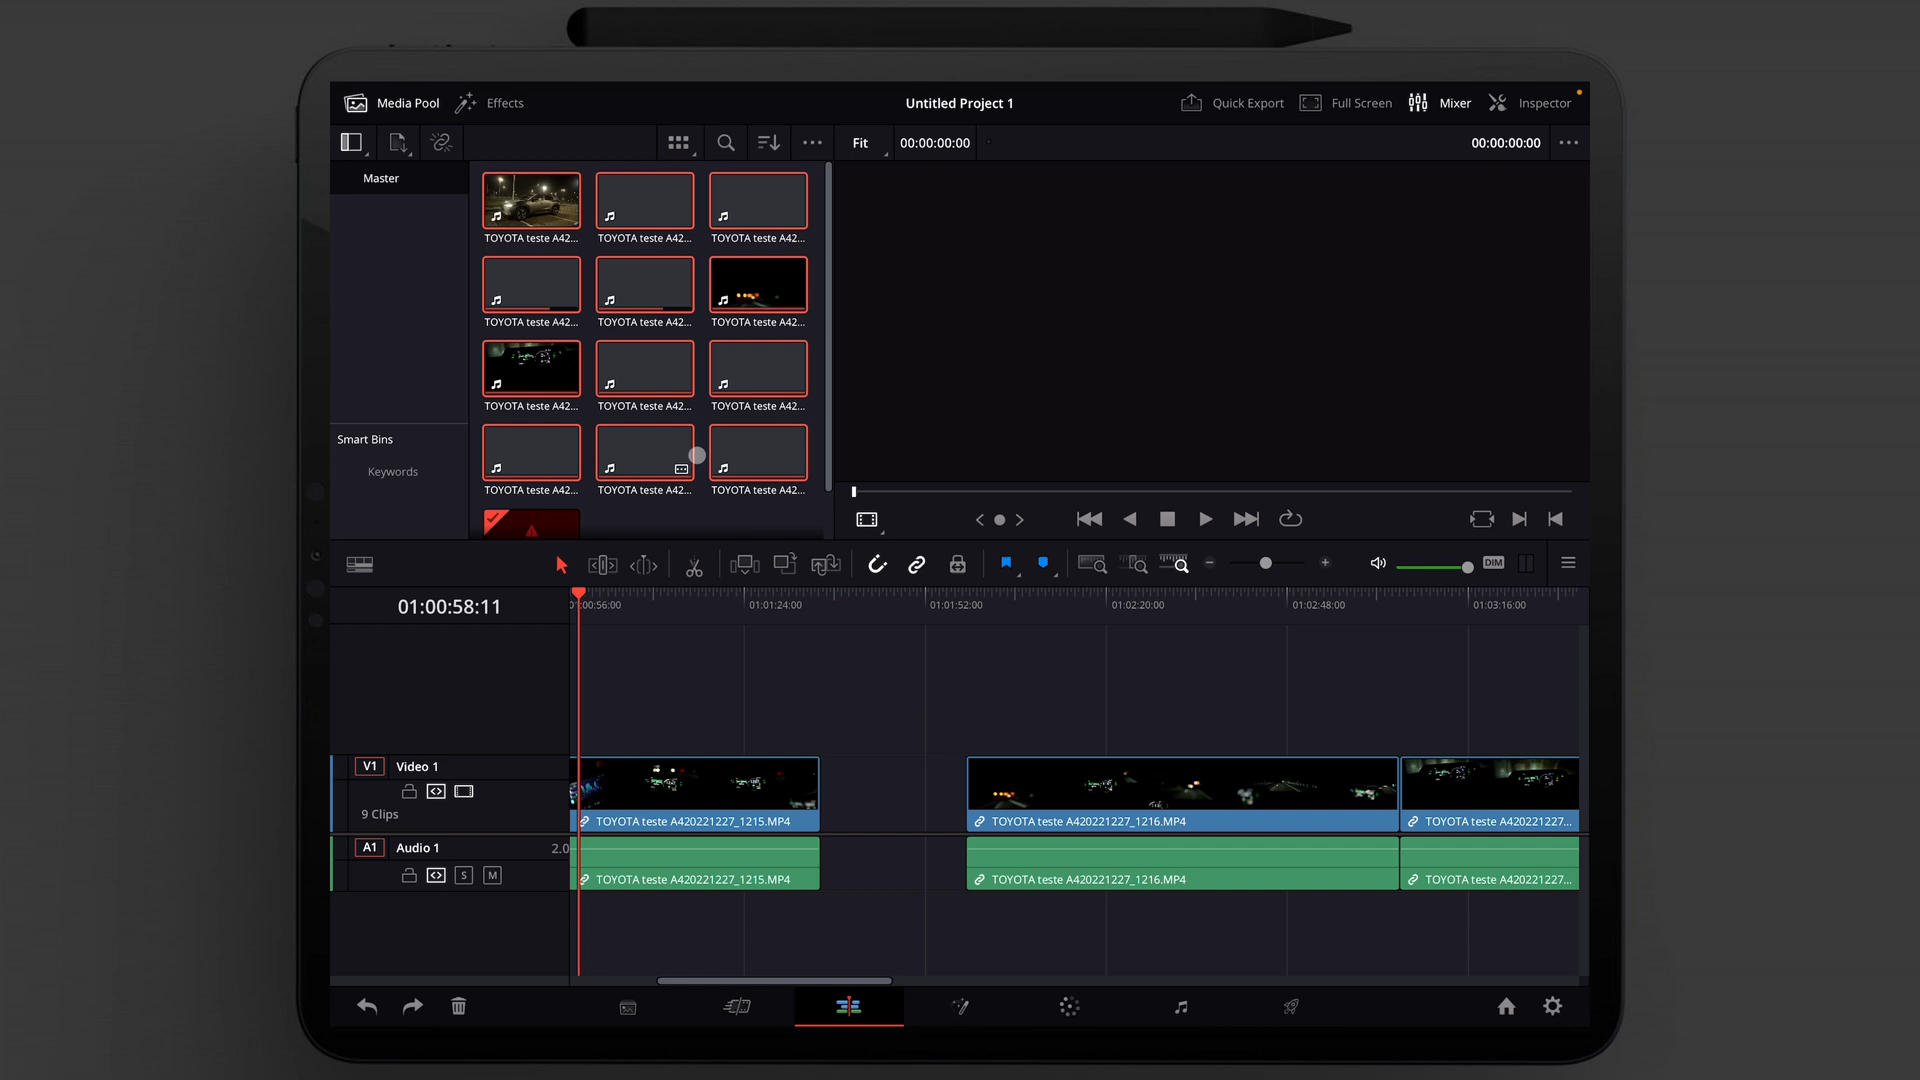 Media Pool
Effects
Untitled Project 1
Quick Export
Full Screen
Mixer
Inspector
Fit
00:00:00:00
00:00:00:00
Master
TOYOTA teste A42...
TOYOTA teste A42...
TOYOTA teste A42...
TOYOTA teste A42...
TOYOTA teste A42...
TOYOTA teste A42...
TOYOTA teste A42...
TOYOTA teste A42...
TOYOTA teste A42...
TOYOTA teste A42...
TOYOTA teste A42...
TOYOTA teste A42...
Smart Bins
Keywords
DIM
01:00:58:11
01:00:56:00
01:01:24:00
01:01:52:00
01:02:20:00
01:02:48:00
01:03:16:00
V1
Video 1
9 Clips
TOYOTA teste A420221227_1215.MP4
TOYOTA teste A420221227_1216.MP4
TOYOTA teste A420221227...
A1
Audio 1
2.0
S
M
TOYOTA teste A420221227_1215.MP4
TOYOTA teste A420221227_1216.MP4
TOYOTA teste A420221227...